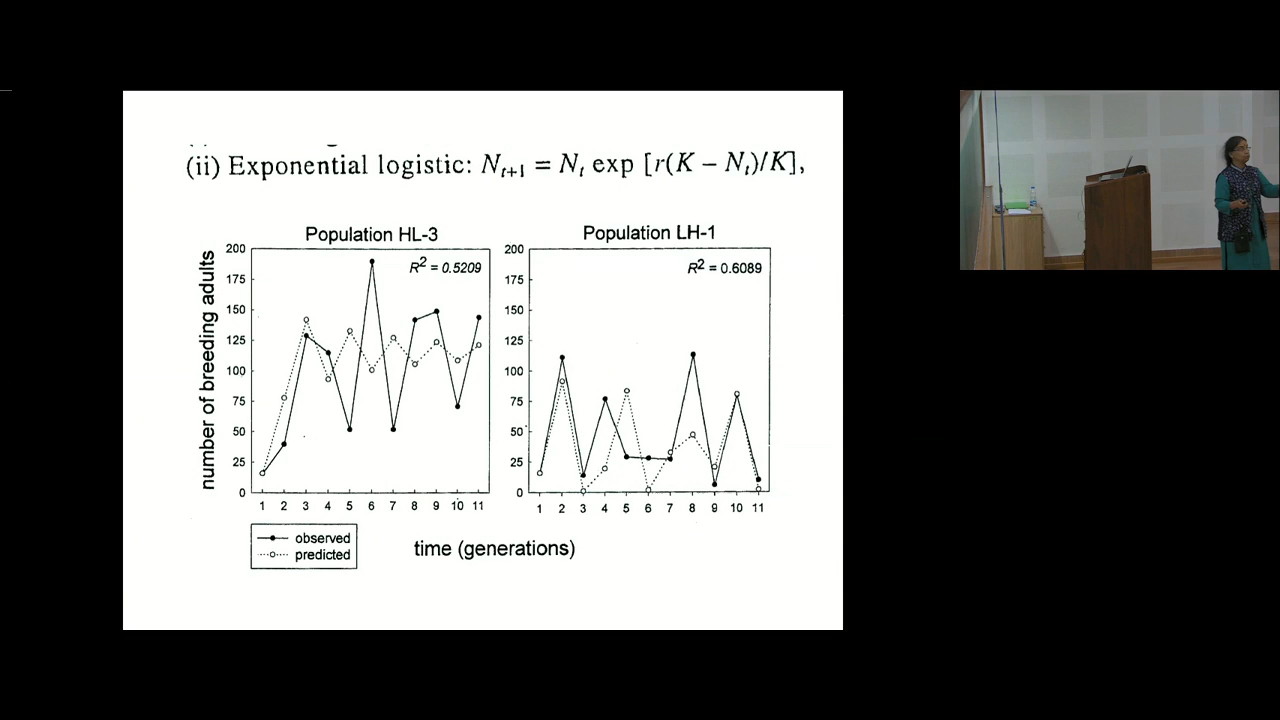 (ii) Exponential logistic: Nₜ₊₁ = Nₜ exp [r(K − Nₜ)/K],
Population HL-3
R² = 0.5209
number of breeding adults
200
175
150
125
100
75
50
25
0
1 2 3 4 5 6 7 8 9 10 11
Population LH-1
R² = 0.6089
200
175
150
125
100
75
50
25
0
1 2 3 4 5 6 7 8 9 10 11
observed
predicted
time (generations)